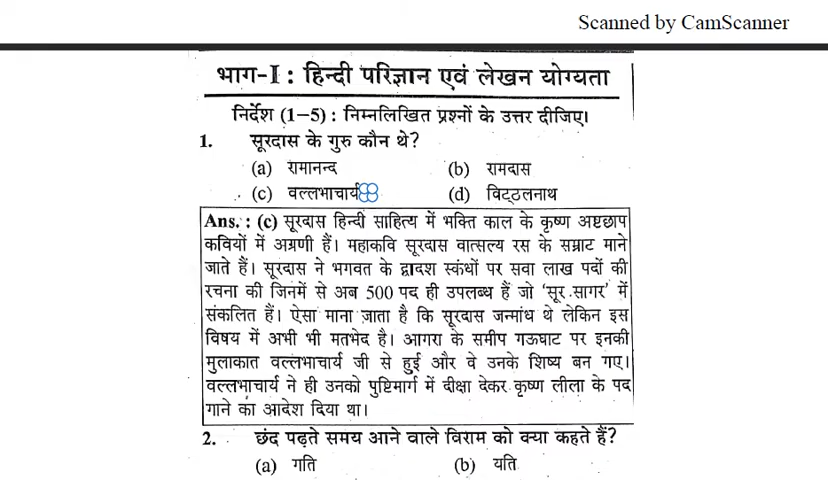 Scanned by CamScanner
भाग-I : हिन्दी परिज्ञान एवं लेखन योग्यता
निर्देश (1–5) : निम्नलिखित प्रश्नों के उत्तर दीजिए।
1. सूरदास के गुरु कौन थे?
(a) रामानन्द (b) रामदास
(c) वल्लभाचार्य (d) विट्ठलनाथ
Ans. : (c) सूरदास हिन्दी साहित्य में भक्ति काल के कृष्ण अष्टछाप
कवियों में अग्रणी हैं। महाकवि सूरदास वात्सल्य रस के सम्राट माने
जाते हैं। सूरदास ने भगवत के द्वादश स्कंधों पर सवा लाख पदों की
रचना की जिनमें से अब 500 पद ही उपलब्ध हैं जो 'सूर सागर' में
संकलित हैं। ऐसा माना जाता है कि सूरदास जन्मांध थे लेकिन इस
विषय में अभी भी मतभेद है। आगरा के समीप गऊघाट पर इनकी
मुलाकात वल्लभाचार्य जी से हुई और वे उनके शिष्य बन गए।
वल्लभाचार्य ने ही उनको पुष्टिमार्ग में दीक्षा देकर कृष्ण लीला के पद
गाने का आदेश दिया था।
2. छंद पढ़ते समय आने वाले विराम को क्या कहते हैं?
(a) गति (b) यति